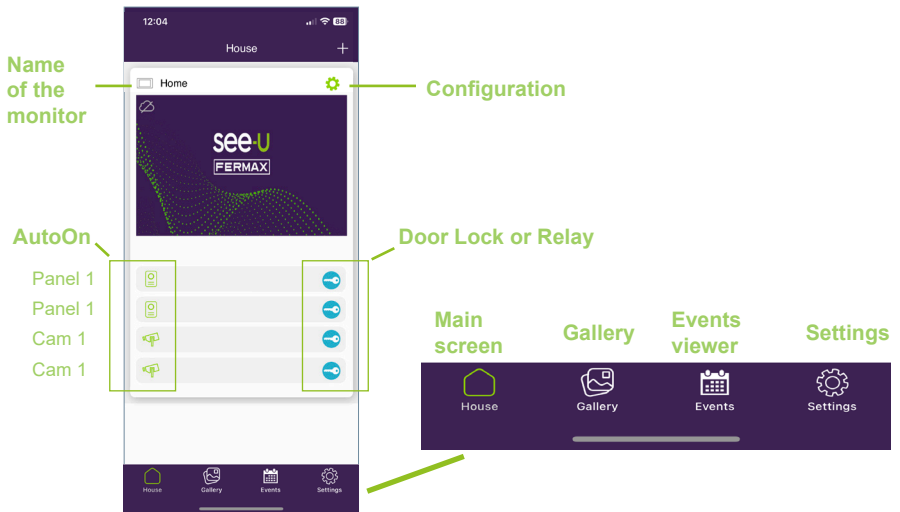 12:04
88
House
+
Name
of the
monitor
Home
Configuration
see-u
FERMAX
AutoOn
Door Lock or Relay
Panel 1
Panel 1
Cam 1
Cam 1
Main
screen
Gallery
Events
viewer
Settings
House
Gallery
Events
Settings
House
Gallery
Events
Settings